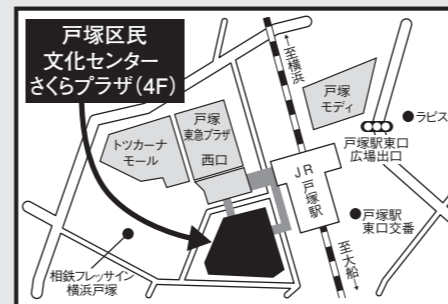 戸塚区民
文化センター
さくらプラザ(4F)
←至横浜
戸塚
モディ
●ラピス
戸塚駅東口
広場出口
戸塚
東急プラザ
西口
トツカーナ
モール
JR戸塚駅
●戸塚駅
東口交番
相鉄フレッサイン
横浜戸塚
至大船→